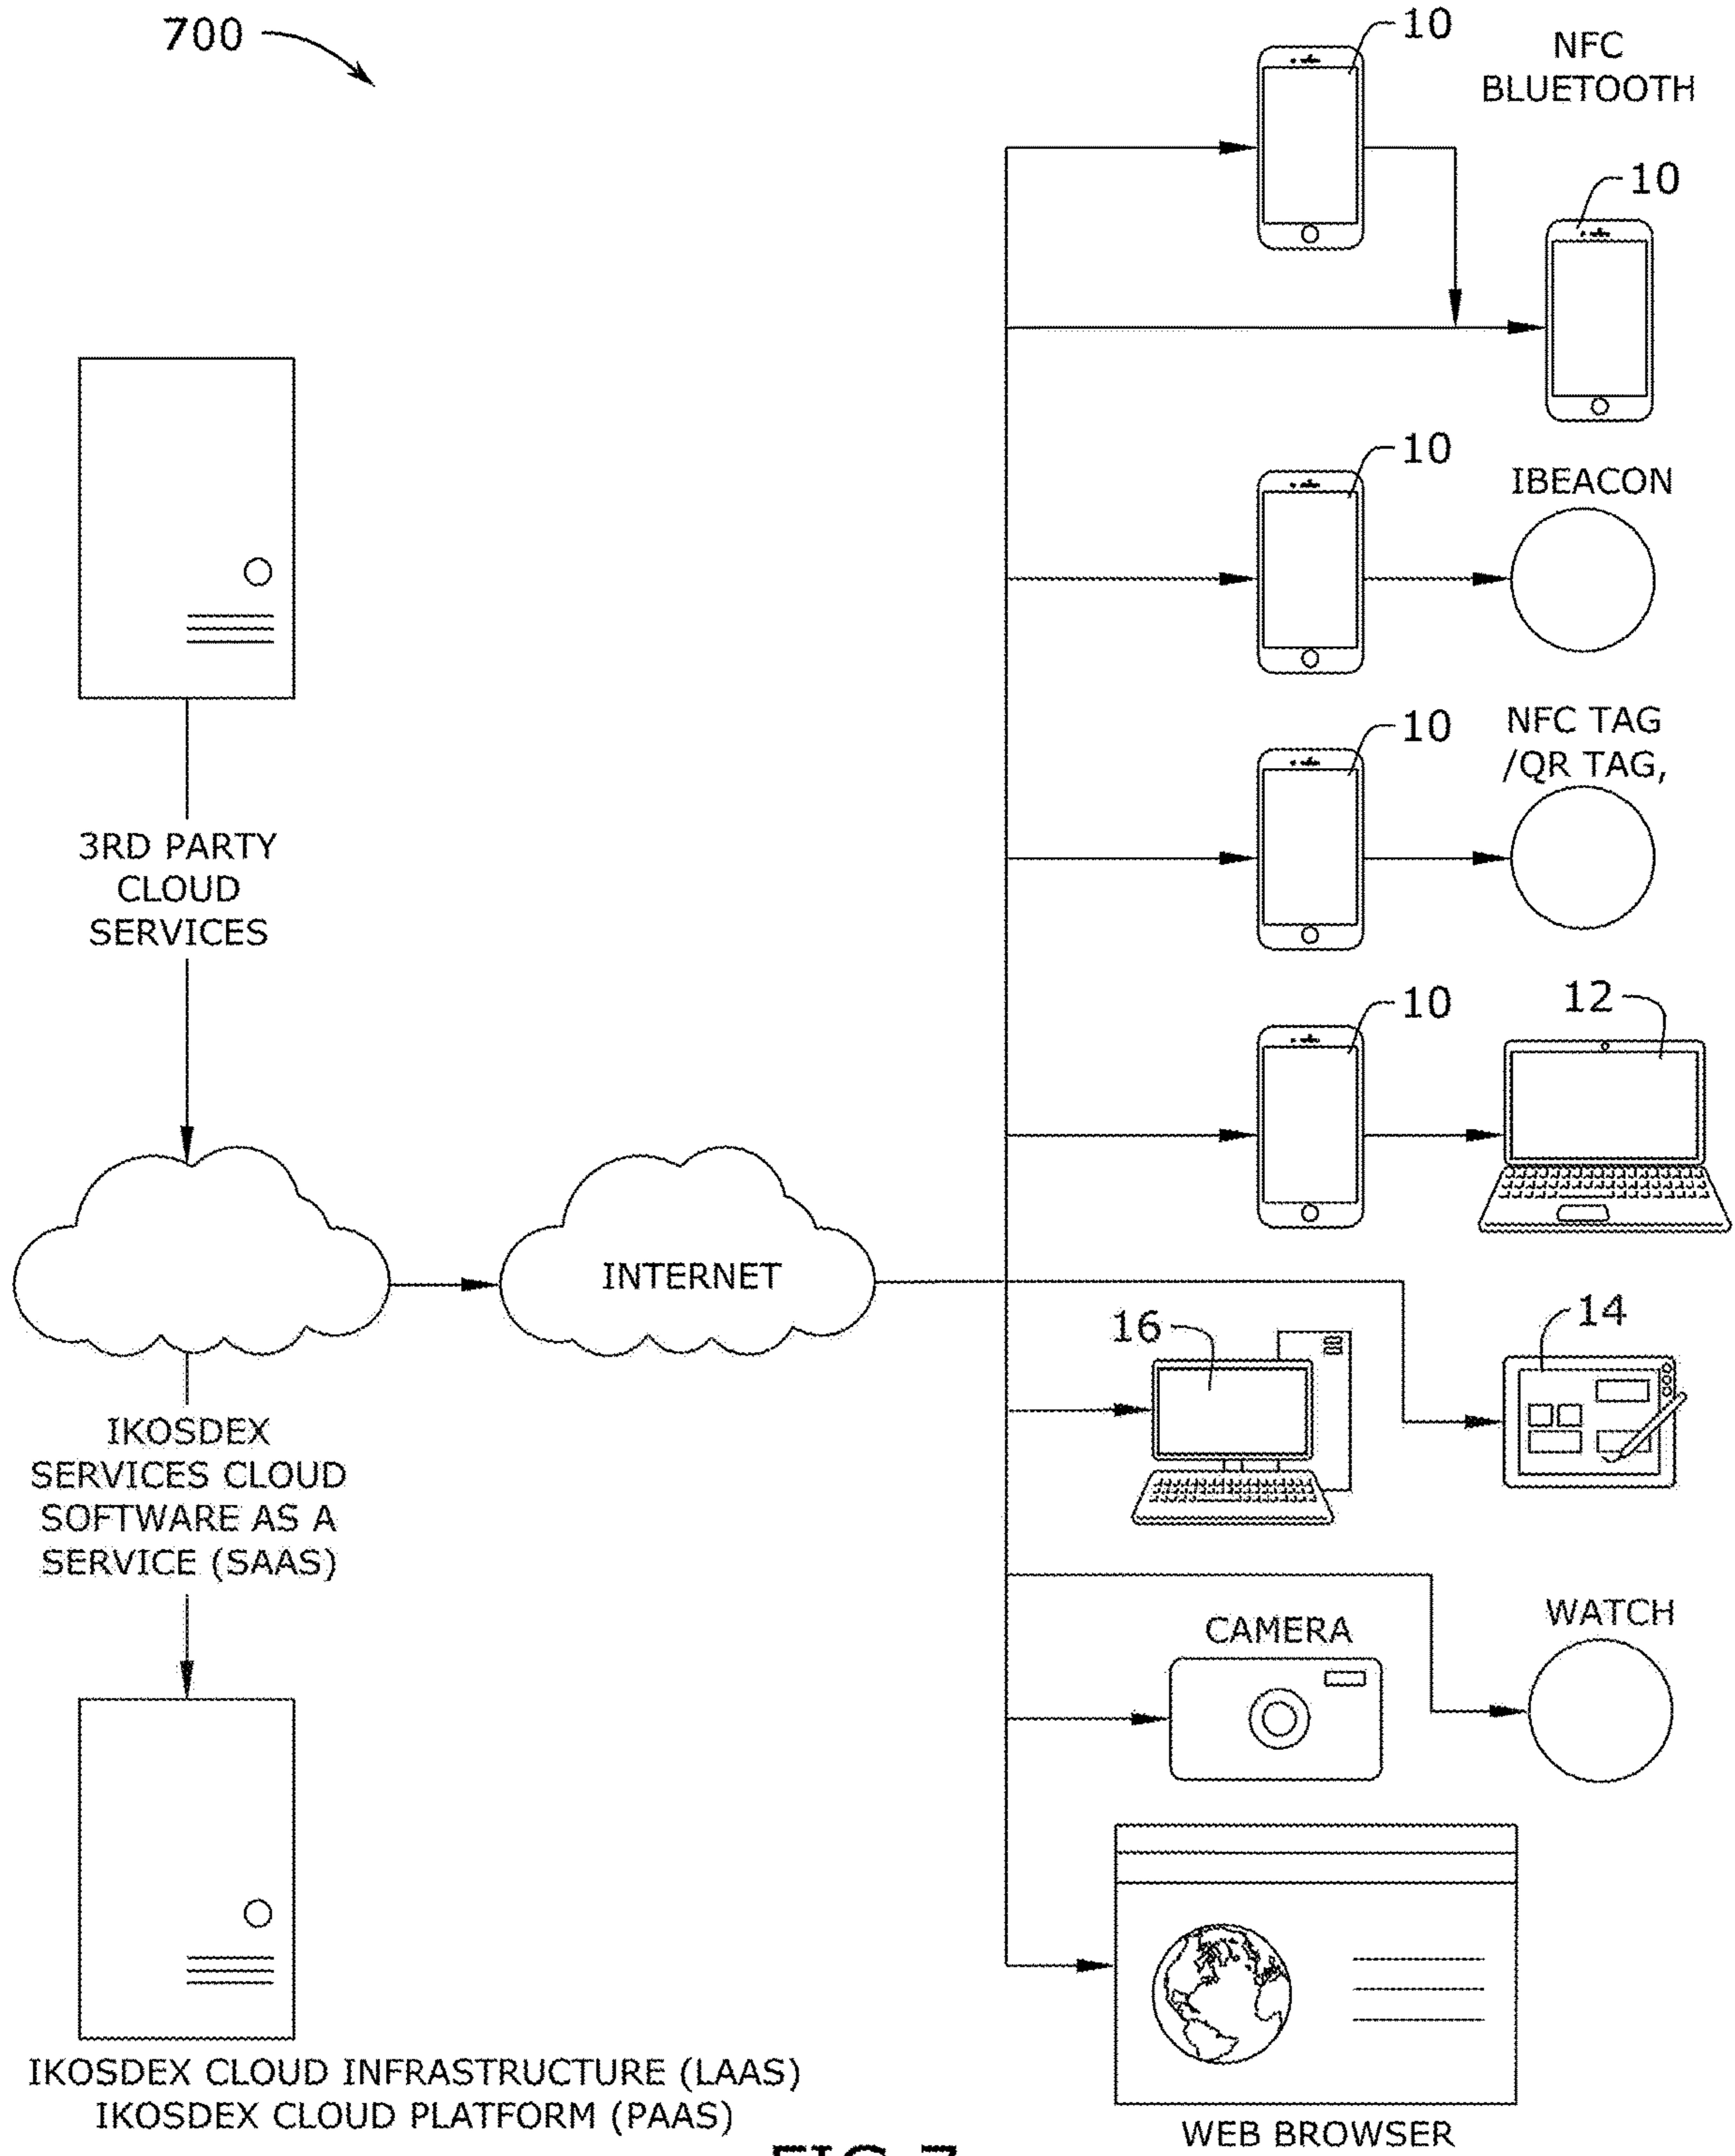 700
10
NFC
BLUETOOTH
10
10
IBEACON
10
NFC TAG
/QR TAG,
3RD PARTY
CLOUD
SERVICES
10
12
INTERNET
16
14
IKOSDEX
SERVICES CLOUD
SOFTWARE AS A
SERVICE (SAAS)
CAMERA
WATCH
IKOSDEX CLOUD INFRASTRUCTURE (LAAS)
IKOSDEX CLOUD PLATFORM (PAAS)
WEB BROWSER
FIG.7